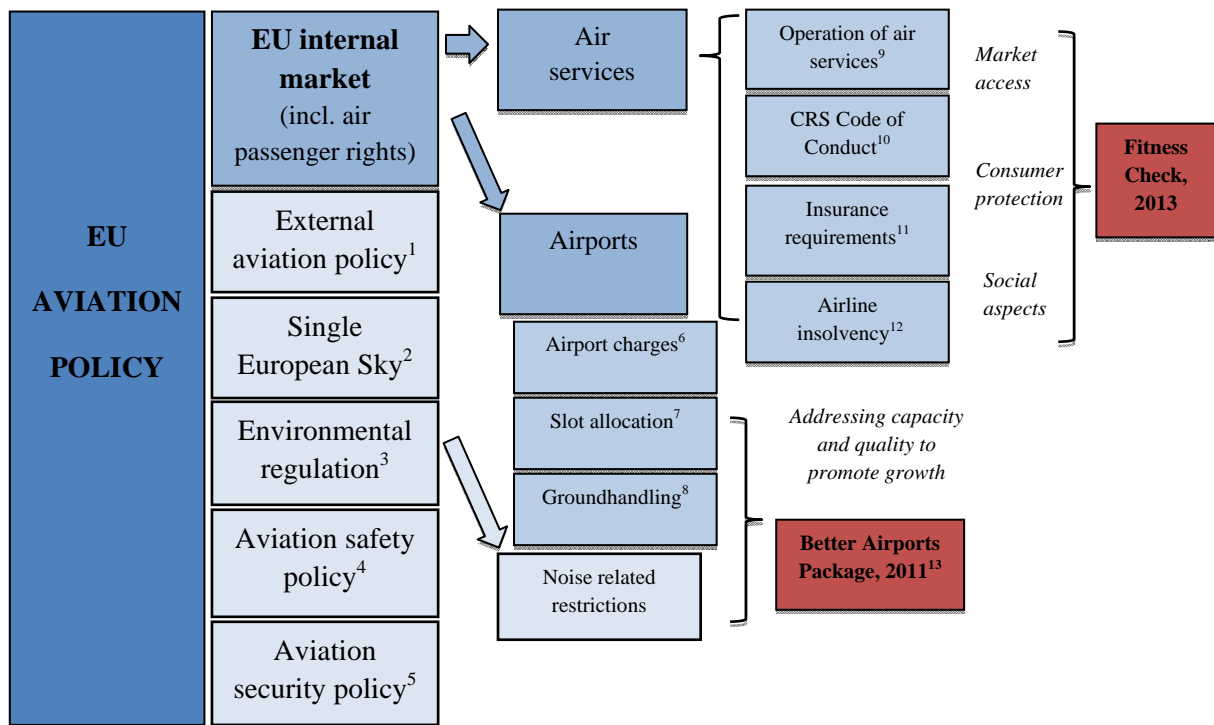 EU
AVIATION
POLICY
EU internal
market
(incl. air
passenger rights)
External
aviation policy1
Single
European Sky2
Environmental
regulation3
Aviation safety
policy4
Aviation
security policy5
Air
services
Airports
Airport charges6
Slot allocation7
Groundhandling8
Noise related
restrictions
Operation of air
services9
CRS Code of
Conduct10
Insurance
requirements11
Airline
insolvency12
Market
access
Consumer
protection
Social
aspects
Fitness
Check,
2013
Addressing capacity
and quality to
promote growth
Better Airports
Package, 201113